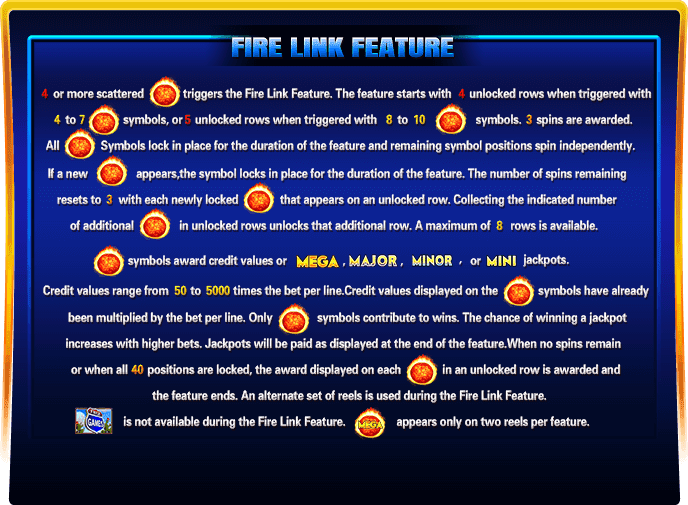 FIRE LINK FEATURE
4 or more scattered triggers the Fire Link Feature. The feature starts with 4 unlocked rows when triggered with
4 to 7 symbols, or 5 unlocked rows when triggered with 8 to 10 symbols. 3 spins are awarded.
All Symbols lock in place for the duration of the feature and remaining symbol positions spin independently.
If a new appears,the symbol locks in place for the duration of the feature. The number of spins remaining
resets to 3 with each newly locked that appears on an unlocked row. Collecting the indicated number
of additional in unlocked rows unlocks that additional row. A maximum of 8 rows is available.
symbols award credit values or MEGA , MAJOR , MINOR , or MINI jackpots.
Credit values range from 50 to 5000 times the bet per line.Credit values displayed on the symbols have already
been multiplied by the bet per line. Only symbols contribute to wins. The chance of winning a jackpot
increases with higher bets. Jackpots will be paid as displayed at the end of the feature.When no spins remain
or when all 40 positions are locked, the award displayed on each in an unlocked row is awarded and
the feature ends. An alternate set of reels is used during the Fire Link Feature.
FREE GAMES is not available during the Fire Link Feature. MEGA appears only on two reels per feature.